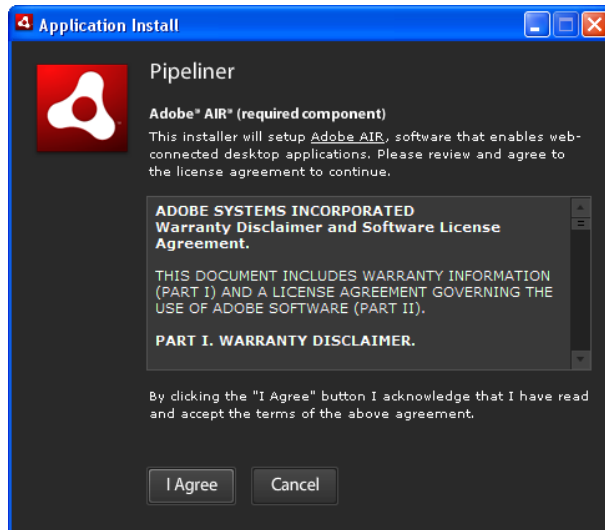 Application Install
Pipeliner
Adobe® AIR® (required component)
This installer will setup Adobe AIR, software that enables web-
connected desktop applications. Please review and agree to
the license agreement to continue.
ADOBE SYSTEMS INCORPORATED
Warranty Disclaimer and Software License
Agreement.
THIS DOCUMENT INCLUDES WARRANTY INFORMATION
(PART I) AND A LICENSE AGREEMENT GOVERNING THE
USE OF ADOBE SOFTWARE (PART II).
PART I. WARRANTY DISCLAIMER.
By clicking the "I Agree" button I acknowledge that I have read
and accept the terms of the above agreement.
I Agree
Cancel